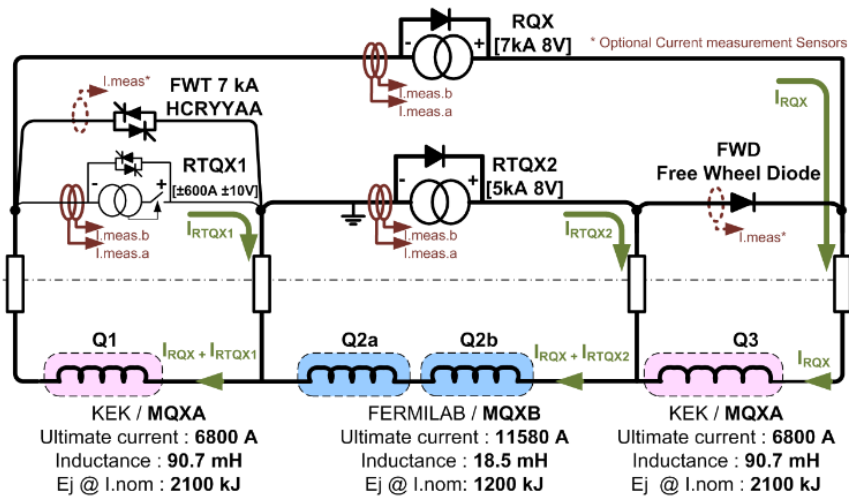 RQX
[7kA 8V]
* Optional Current measurement Sensors
- +
I.meas*
FWT 7 kA
HCRYYAA
I.meas.b
I.meas.a
IRQX
RTQX1
[±600A ±10V]
- +
RTQX2
[5kA 8V]
- +
FWD
Free Wheel Diode
I.meas.b
I.meas.a
IRTQX1
I.meas.b
I.meas.a
IRTQX2
I.meas*
Q1
IRQX + IRTQX1
Q2a
Q2b
IRQX + IRTQX2
Q3
IRQX
KEK / MQXA
Ultimate current : 6800 A
Inductance : 90.7 mH
Ej @ I.nom : 2100 kJ
FERMILAB / MQXB
Ultimate current : 11580 A
Inductance : 18.5 mH
Ej @ I.nom: 1200 kJ
KEK / MQXA
Ultimate current : 6800 A
Inductance : 90.7 mH
Ej @ I.nom : 2100 kJ